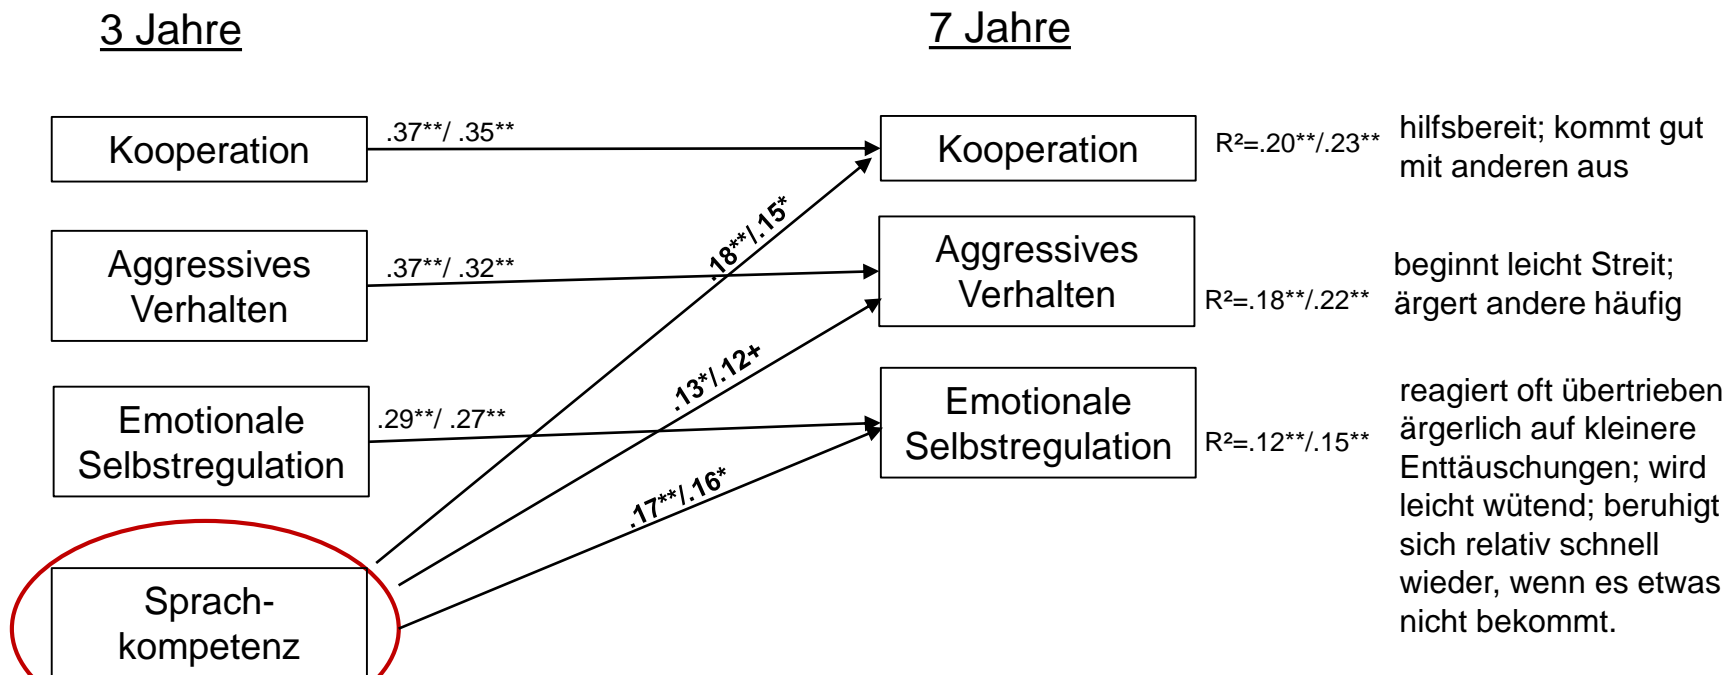 3 Jahre
7 Jahre
Kooperation
.37**/ .35**
Kooperation
R²=.20**/.23**
hilfsbereit; kommt gut
mit anderen aus
.18**/.15*
Aggressives
Verhalten
.37**/ .32**
Aggressives
Verhalten
R²=.18**/.22**
beginnt leicht Streit;
ärgert andere häufig
.13*/.12+
Emotionale
Selbstregulation
.29**/ .27**
Emotionale
Selbstregulation
R²=.12**/.15**
reagiert oft übertrieben
ärgerlich auf kleinere
Enttäuschungen; wird
leicht wütend; beruhigt
sich relativ schnell
wieder, wenn es etwas
nicht bekommt.
.17**/.16*
Sprach-
kompetenz